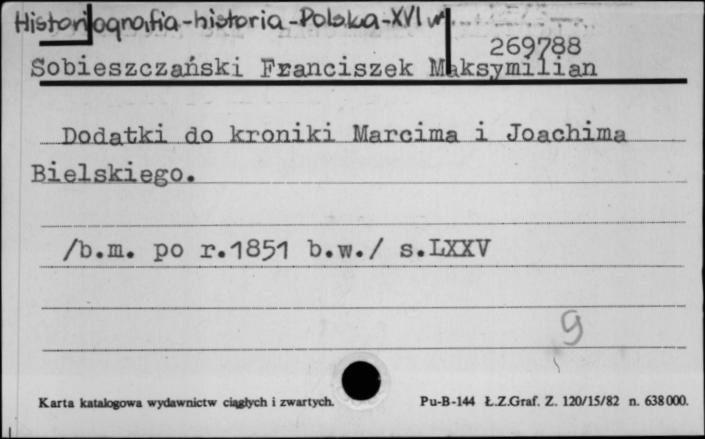 Historiografia-historia-Polska-XVI w.
269788
Sobieszczański Franciszek Maksymilian
Dodatki do kroniki Marcima i Joachima
Bielskiego.
/b.m. po r.1851 b.w./ s.LXXV
9
Karta katalogowa wydawnictw ciągłych i zwartych.
Pu-B-144 Ł.Z.Graf. Z. 120/15/82 n. 638000.